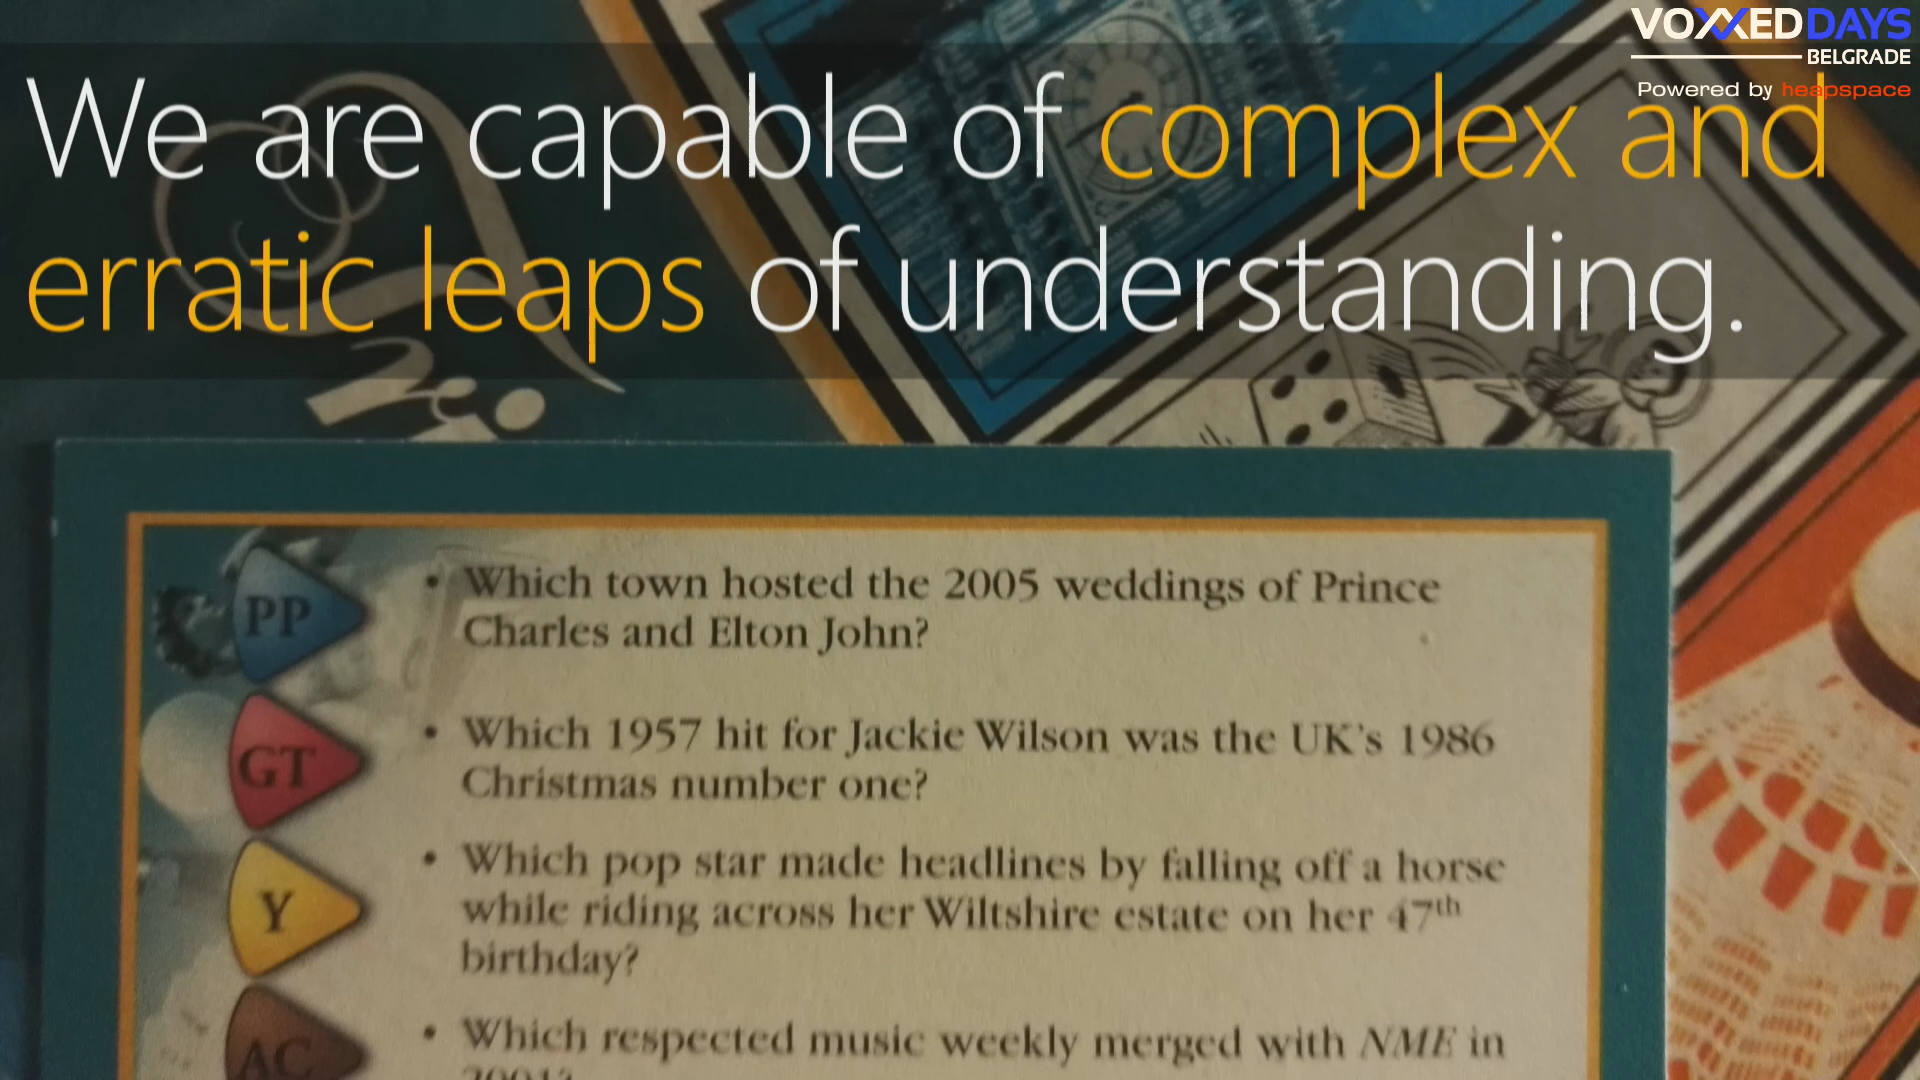 VOXXEDDAYS
BELGRADE
Powered by heapspace
We are capable of complex and
erratic leaps of understanding.
PP
• Which town hosted the 2005 weddings of Prince
Charles and Elton John?
GT
• Which 1957 hit for Jackie Wilson was the UK's 1986
Christmas number one?
Y
• Which pop star made headlines by falling off a horse
while riding across her Wiltshire estate on her 47th
birthday?
AC
• Which respected music weekly merged with NME in